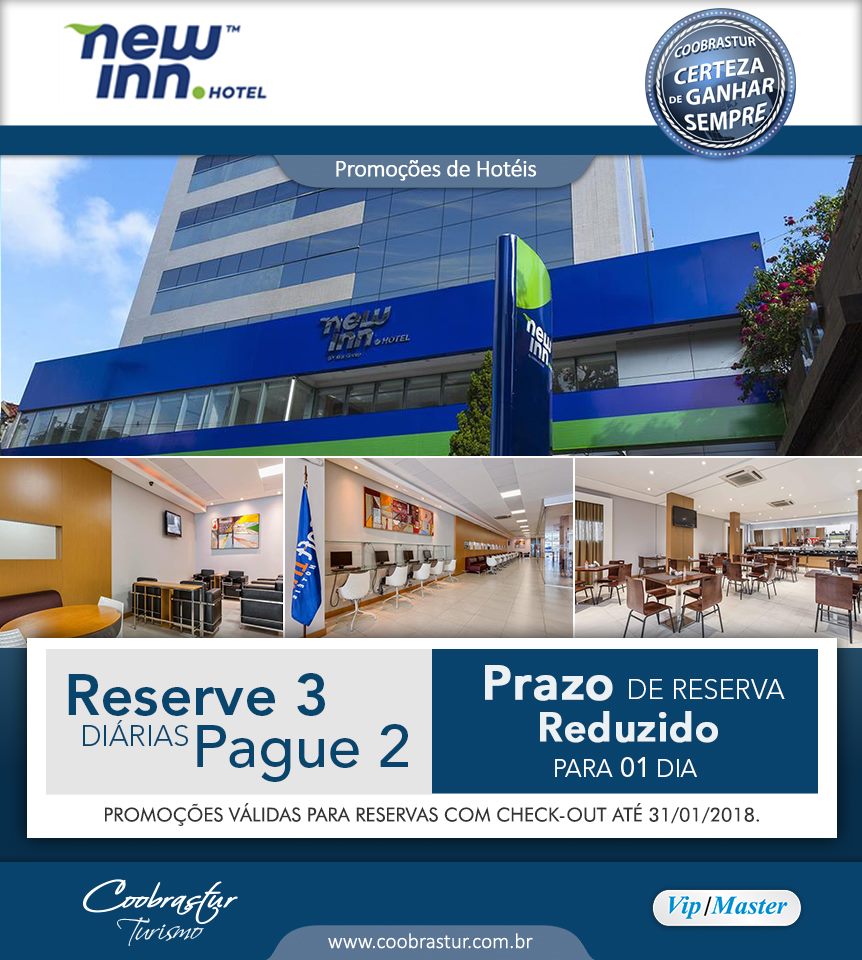 new™
inn.HOTEL
COOBRASTUR
CERTEZA
DE GANHAR
SEMPRE
Promoções de Hotéis
new
inn.HOTEL
new
inn
Reserve 3
DIÁRIAS Pague 2
Prazo DE RESERVA
Reduzido
PARA 01 DIA
PROMOÇÕES VÁLIDAS PARA RESERVAS COM CHECK-OUT ATÉ 31/01/2018.
Coobrastur
Turismo
Vip/Master
www.coobrastur.com.br